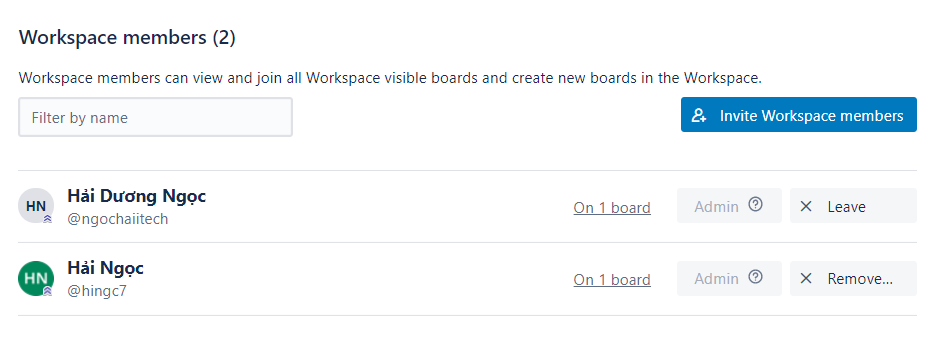 Workspace members (2)
Workspace members can view and join all Workspace visible boards and create new boards in the Workspace.
Filter by name
Invite Workspace members
HN
Hải Dương Ngọc
@ngochaiitech
On 1 board
Admin
Leave
HN
Hải Ngọc
@hingc7
On 1 board
Admin
Remove...